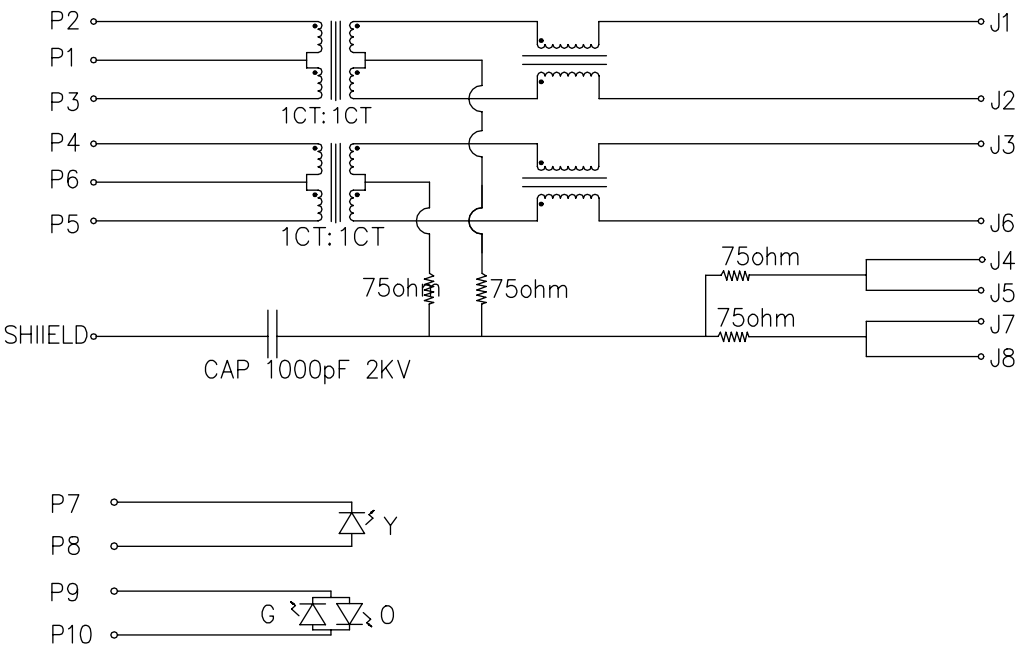 P2
J1
P1
P3
J2
1CT: 1CT
P4
J3
P6
P5
J6
1CT: 1CT
75ohm
J4
75ohm
75ohm
J5
75ohm
J7
SHIIELD
J8
CAP 1000pF 2KV
P7
Y
P8
P9
G
O
P10